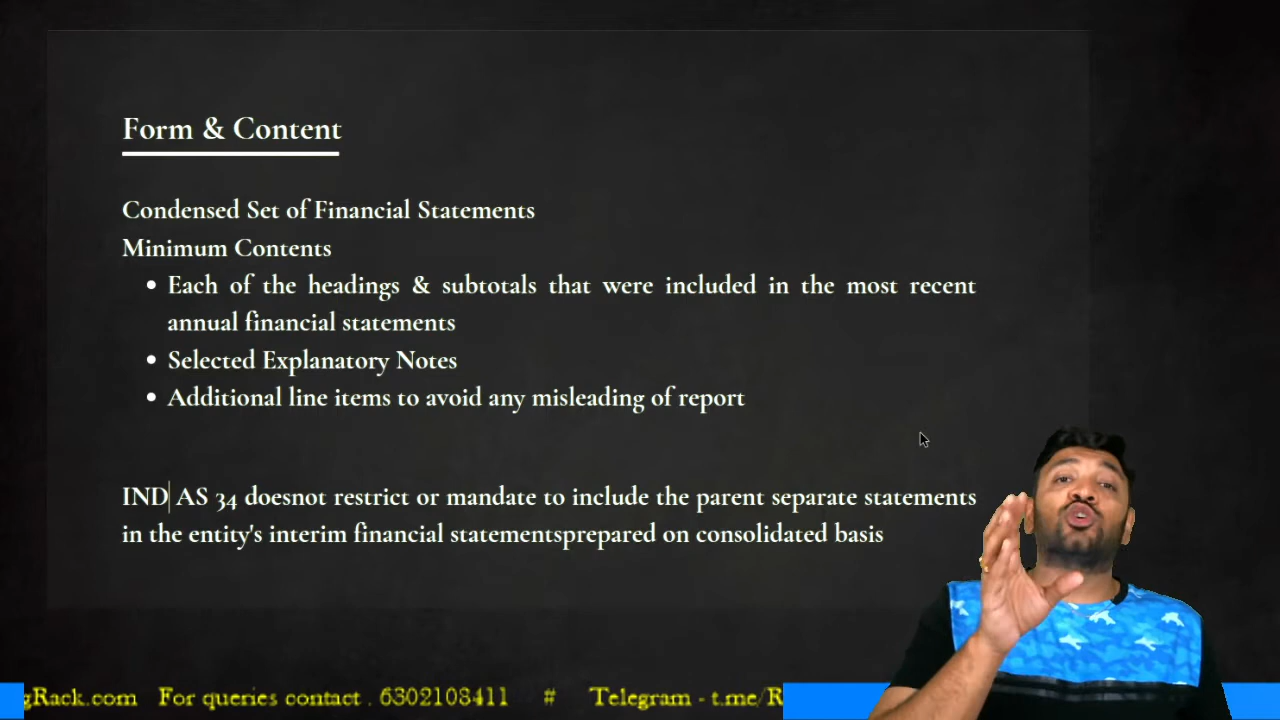 Form & Content
Condensed Set of Financial Statements
Minimum Contents
• Each of the headings & subtotals that were included in the most recent
annual financial statements
• Selected Explanatory Notes
• Additional line items to avoid any misleading of report
IND AS 34 doesnot restrict or mandate to include the parent separate statements
in the entity's interim financial statementsprepared on consolidated basis
gRack.com For queries contact . 6302108411 # Telegram - t.me/R